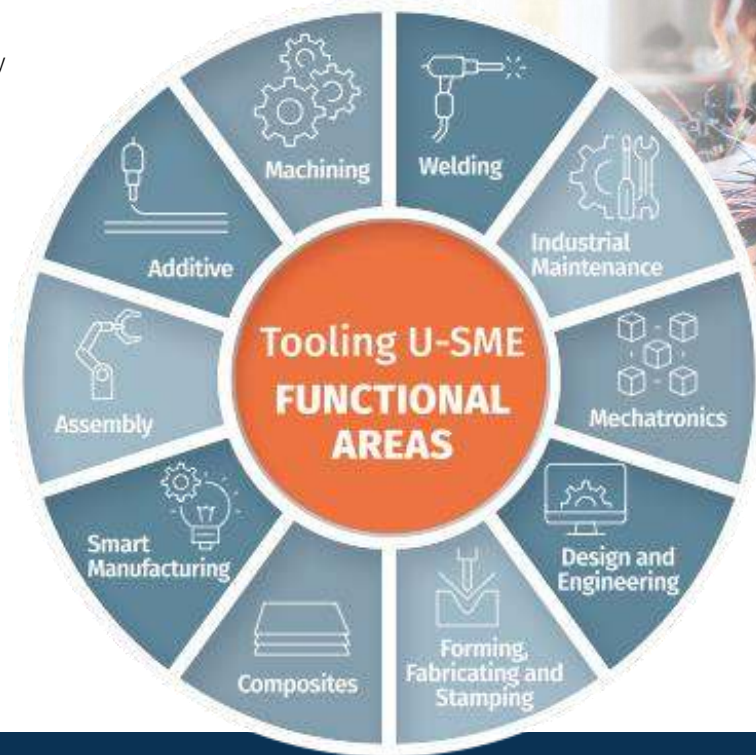 Tooling U-SME
FUNCTIONAL
AREAS
Machining
Welding
Industrial
Maintenance
Mechatronics
Design and
Engineering
Forming,
Fabricating and
Stamping
Composites
Smart
Manufacturing
Assembly
Additive